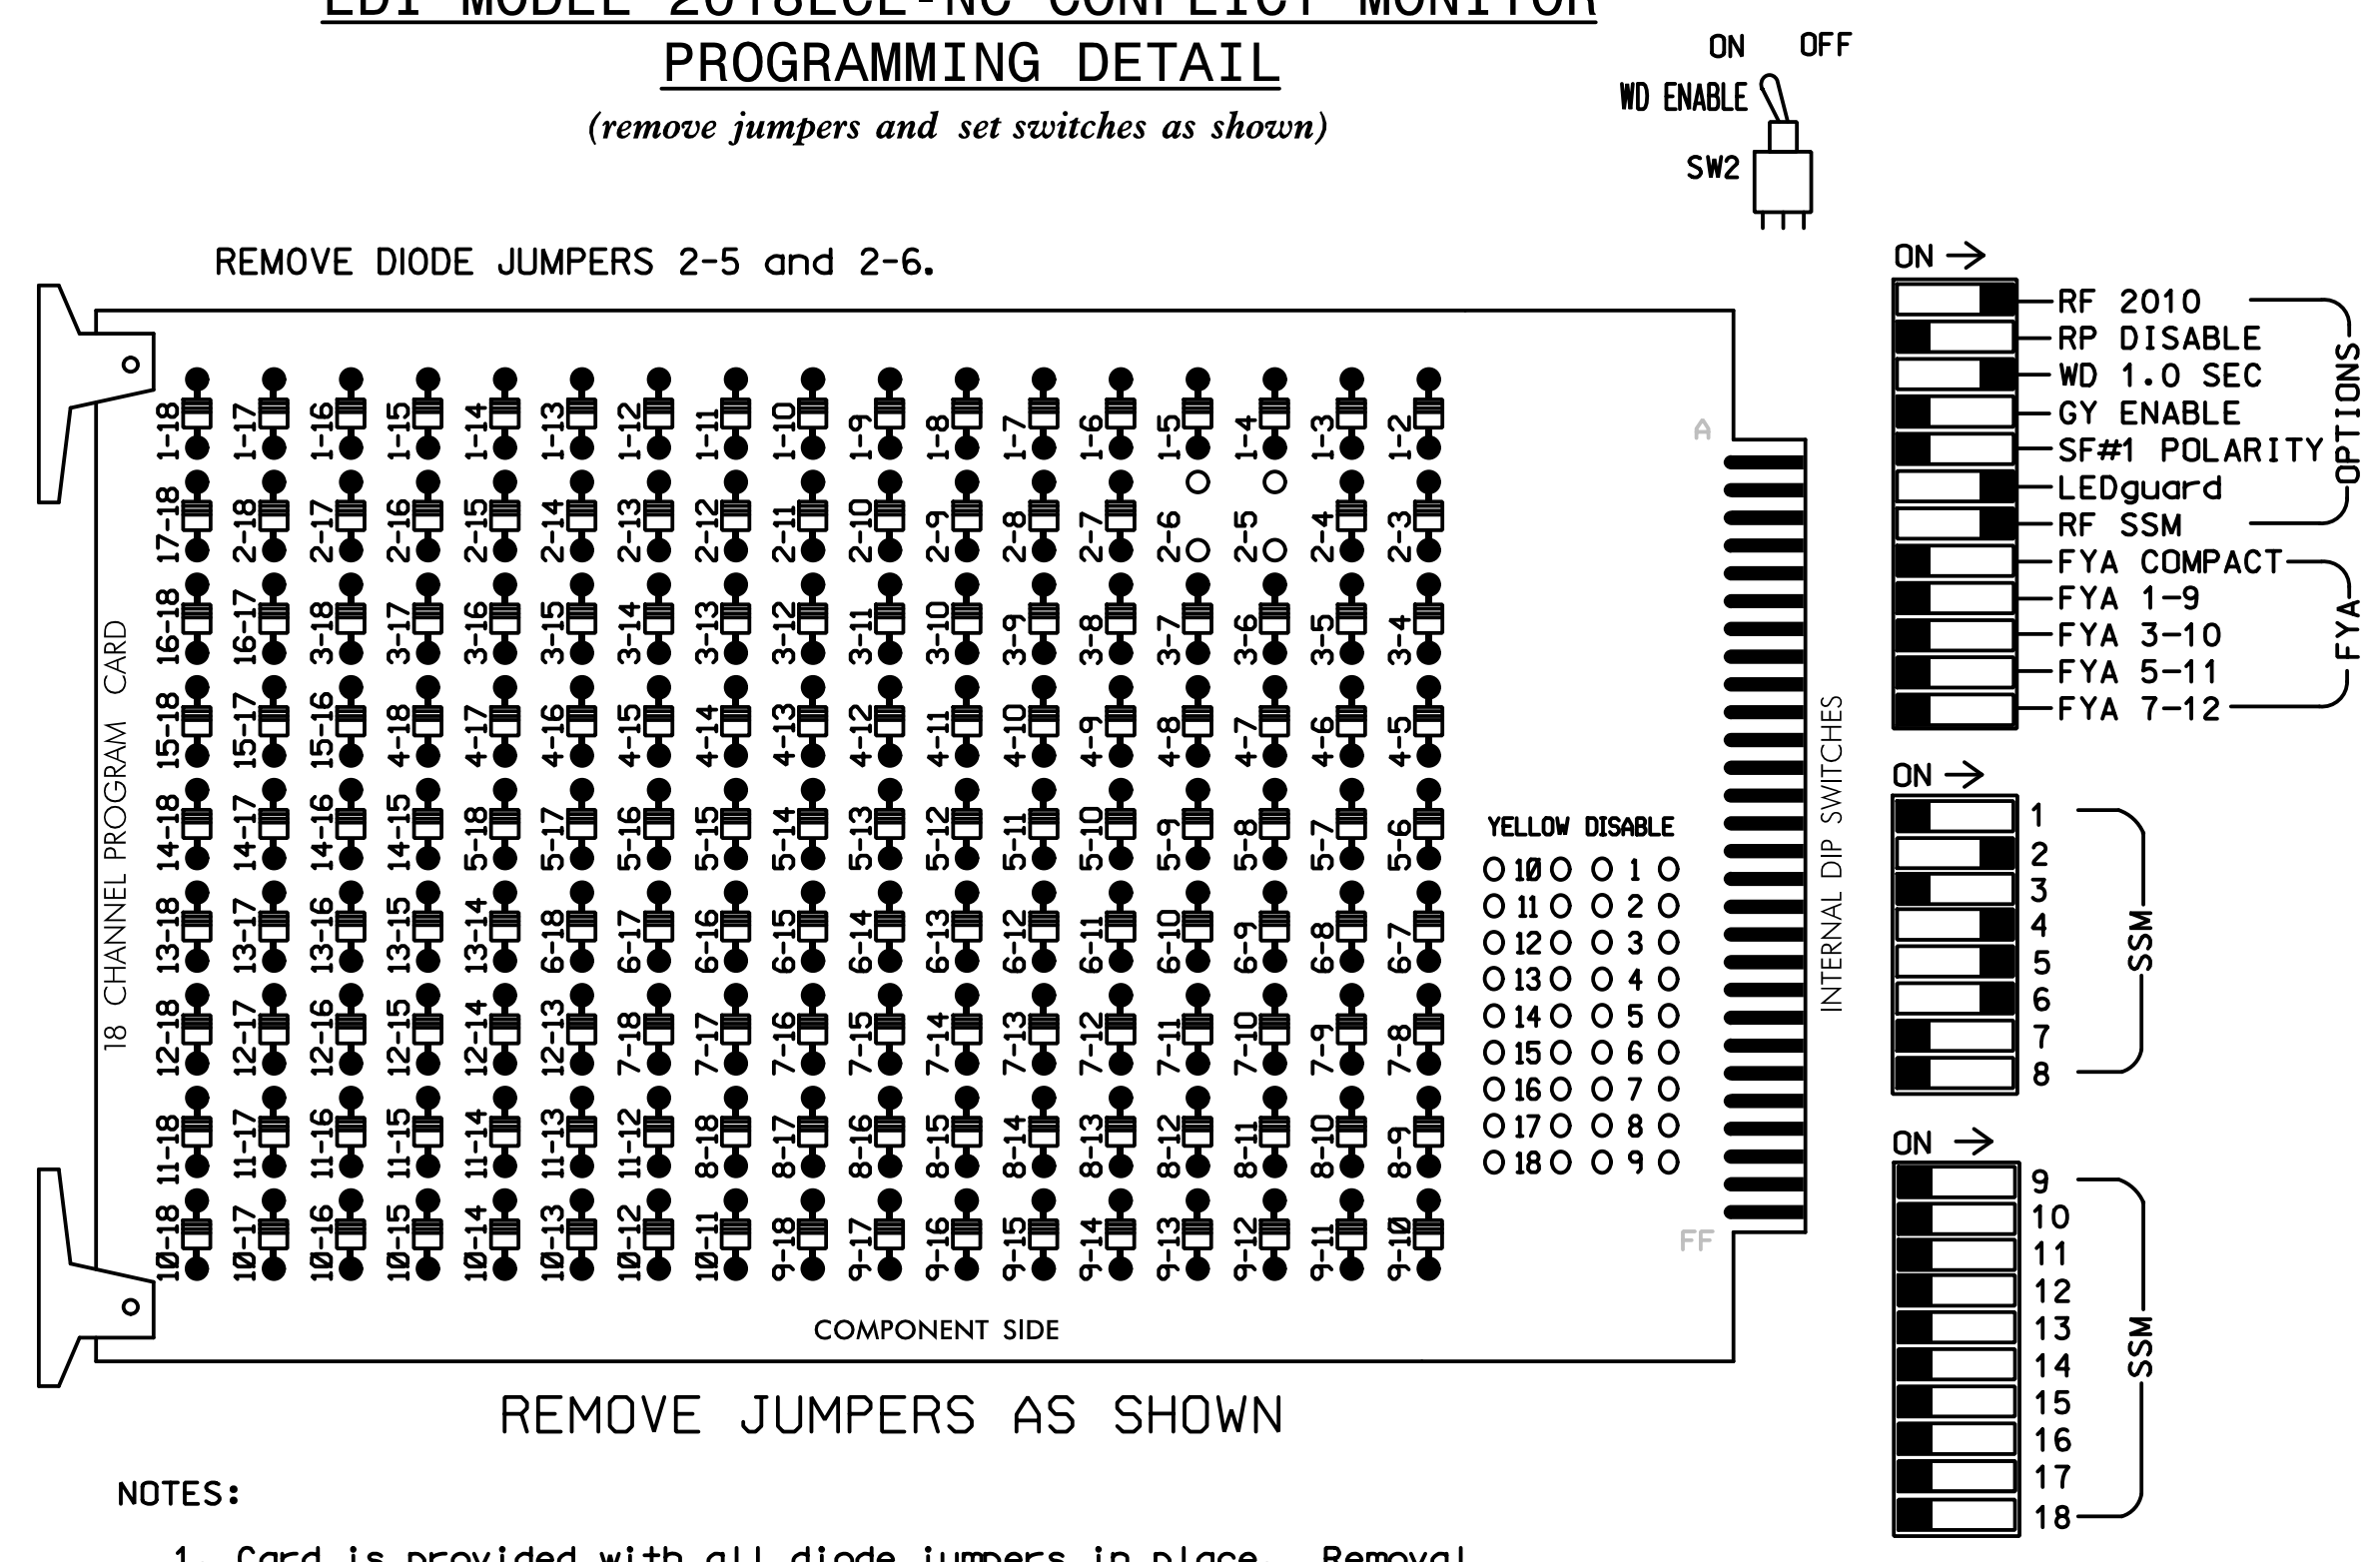 EDI MODEL 2018ECL-NC CONFLICT MONITOR
PROGRAMMING DETAIL
(remove jumpers and set switches as shown)
ON OFF
WD ENABLE
SW2
REMOVE DIODE JUMPERS 2-5 and 2-6.
18 CHANNEL PROGRAM CARD
1-18 1-17 1-16 1-15 1-14 1-13 1-12 1-11 1-10 1-9 1-8 1-7 1-6 1-5 1-4 1-3 1-2
17-18 2-18 2-17 2-16 2-15 2-14 2-13 2-12 2-11 2-10 2-9 2-8 2-7 2-6 2-5 2-4 2-3
16-18 16-17 3-18 3-17 3-16 3-15 3-14 3-13 3-12 3-11 3-10 3-9 3-8 3-7 3-6 3-5 3-4
15-18 15-17 15-16 4-18 4-17 4-16 4-15 4-14 4-13 4-12 4-11 4-10 4-9 4-8 4-7 4-6 4-5
14-18 14-17 14-16 14-15 5-18 5-17 5-16 5-15 5-14 5-13 5-12 5-11 5-10 5-9 5-8 5-7 5-6
13-18 13-17 13-16 13-15 13-14 6-18 6-17 6-16 6-15 6-14 6-13 6-12 6-11 6-10 6-9 6-8 6-7
12-18 12-17 12-16 12-15 12-14 12-13 7-18 7-17 7-16 7-15 7-14 7-13 7-12 7-11 7-10 7-9 7-8
11-18 11-17 11-16 11-15 11-14 11-13 11-12 8-18 8-17 8-16 8-15 8-14 8-13 8-12 8-11 8-10 8-9
10-18 10-17 10-16 10-15 10-14 10-13 10-12 10-11 9-18 9-17 9-16 9-15 9-14 9-13 9-12 9-11 9-10
A
YELLOW DISABLE
10 1
11 2
12 3
13 4
14 5
15 6
16 7
17 8
18 9
FF
COMPONENT SIDE
INTERNAL DIP SWITCHES
ON
RF 2010
RP DISABLE
WD 1.0 SEC
GY ENABLE
SF#1 POLARITY
LEDguard
RF SSM
OPTIONS
FYA COMPACT
FYA 1-9
FYA 3-10
FYA 5-11
FYA 7-12
FYA
ON
1
2
3
4
5
6
7
8
SSM
ON
9
10
11
12
13
14
15
16
17
18
SSM
REMOVE JUMPERS AS SHOWN
NOTES:
1. Card is provided with all diode jumpers in place. Removal